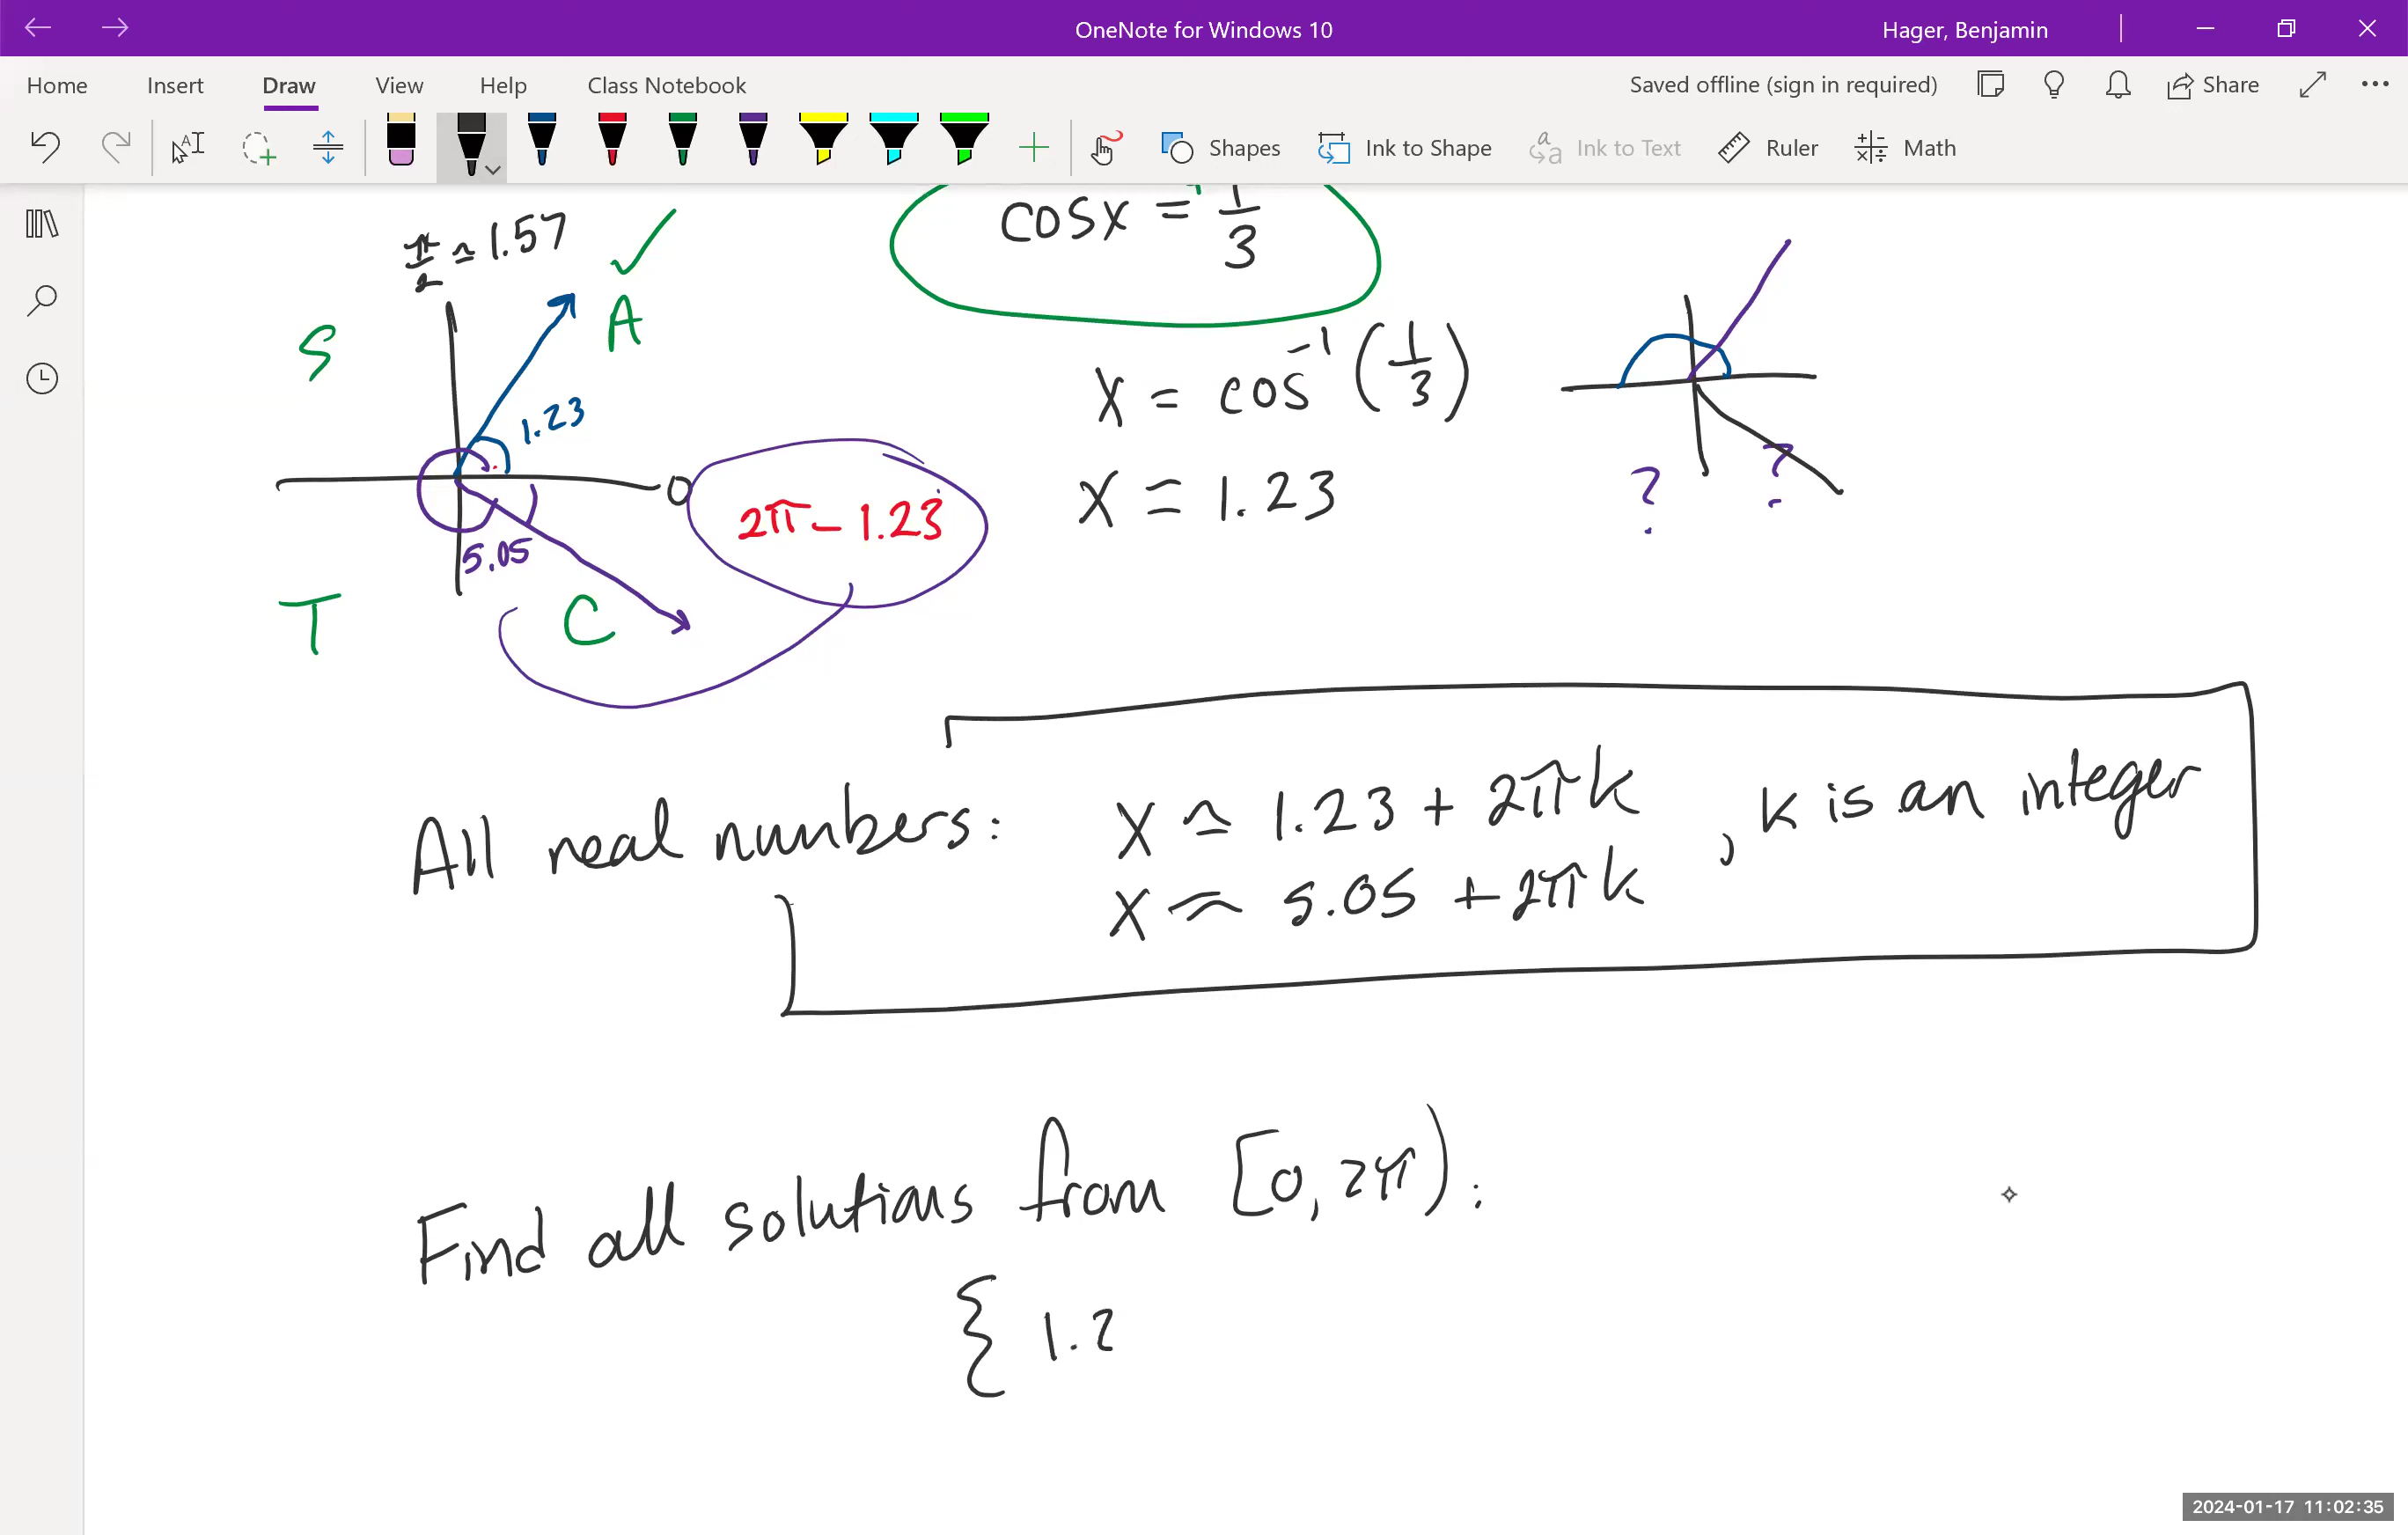 OneNote for Windows 10
Hager, Benjamin
Home Insert Draw View Help Class Notebook
Saved offline (sign in required) Share
Shapes Ink to Shape Ink to Text Ruler Math
cosx = 1/3
π/2 ≈ 1.57
S
A
1.23
x = cos⁻¹(1/3)
0
2π - 1.23
x ≈ 1.23
? ?
5.05
T
C
All real numbers: x ≈ 1.23 + 2πk
x ≈ 5.05 + 2πk , k is an integer
Find all solutions from [0, 2π):
{ 1.2
2024-01-17 11:02:35